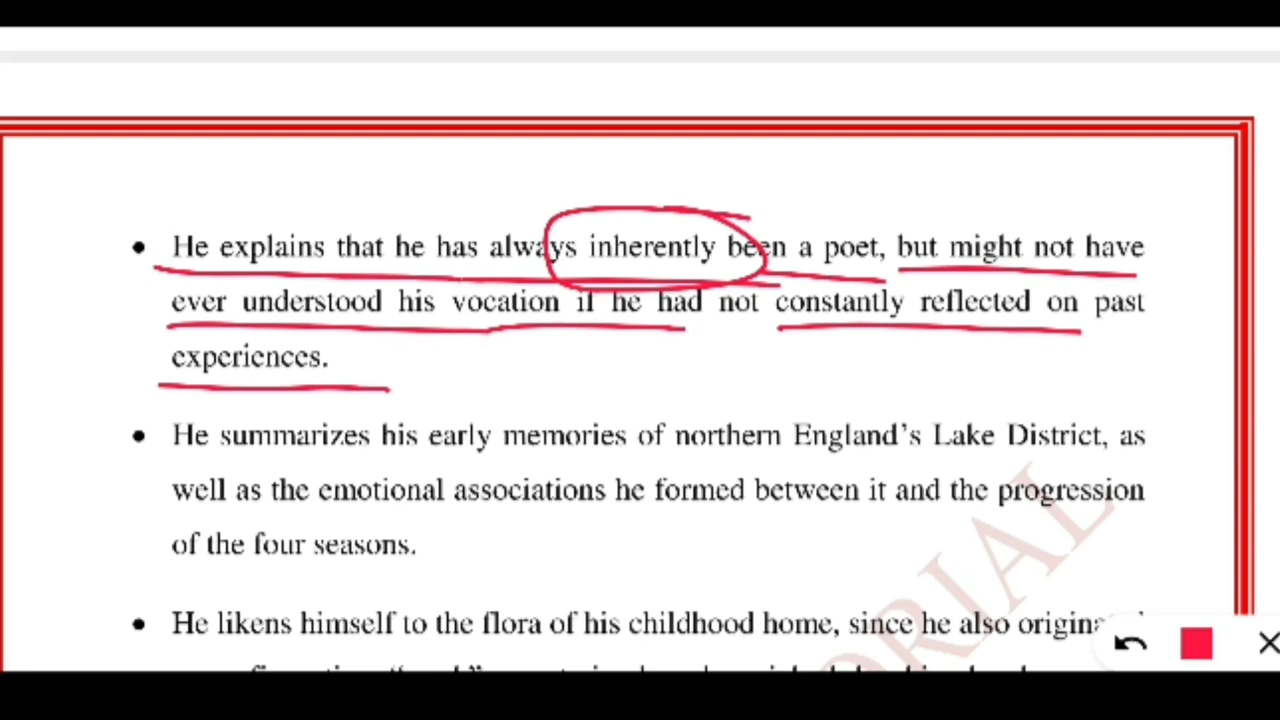 He explains that he has always inherently been a poet, but might not have
ever understood his vocation if he had not constantly reflected on past
experiences.
He summarizes his early memories of northern England's Lake District, as
well as the emotional associations he formed between it and the progression
of the four seasons.
He likens himself to the flora of his childhood home, since he also